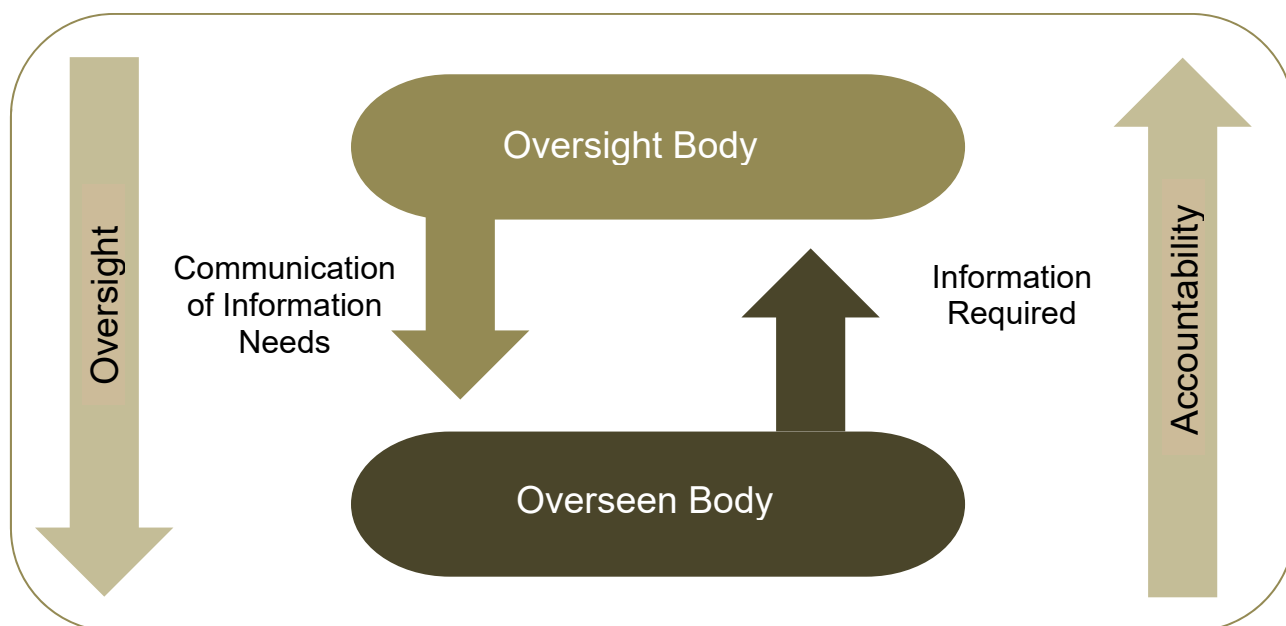 Oversight Body
Oversight
Communication
of Information
Needs
Information
Required
Accountability
Overseen Body